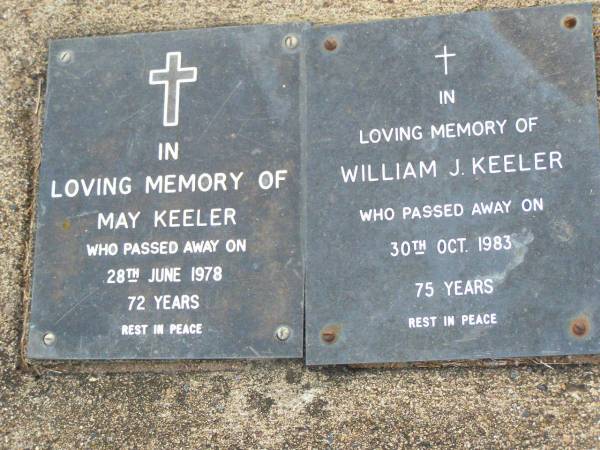 IN
LOVING MEMORY OF
MAY KEELER
WHO PASSED AWAY ON
28TH JUNE 1978
72 YEARS
REST IN PEACE
IN
LOVING MEMORY OF
WILLIAM J. KEELER
WHO PASSED AWAY ON
30TH OCT. 1983
75 YEARS
REST IN PEACE